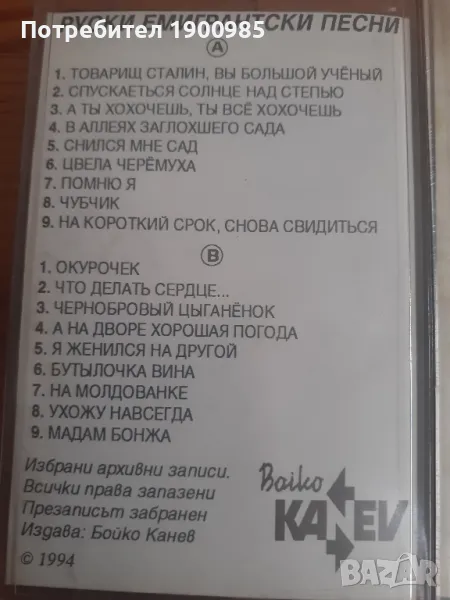 Потребител 1900985
РУСКИ ЕМИГРАНТСКИ ПЕСНИ
A
1. ТОВАРИЩ СТАЛИН, ВЫ БОЛЬШОЙ УЧЁНЫЙ
2. СПУСКАЕТЬСЯ СОЛНЦЕ НАД СТЕПЬЮ
3. А ТЫ ХОХОЧЕШЬ, ТЫ ВСЁ ХОХОЧЕШЬ
4. В АЛЛЕЯХ ЗАГЛОХШЕГО САДА
5. СНИЛСЯ МНЕ САД
6. ЦВЕЛА ЧЕРЁМУХА
7. ПОМНЮ Я
8. ЧУБЧИК
9. НА КОРОТКИЙ СРОК, СНОВА СВИДИТЬСЯ
B
1. ОКУРОЧЕК
2. ЧТО ДЕЛАТЬ СЕРДЦЕ...
3. ЧЕРНОБРОВЫЙ ЦЫГАНЁНОК
4. А НА ДВОРЕ ХОРОШАЯ ПОГОДА
5. Я ЖЕНИЛСЯ НА ДРУГОЙ
6. БУТЫЛОЧКА ВИНА
7. НА МОЛДОВАНКЕ
8. УХОЖУ НАВСЕГДА
9. МАДАМ БОНЖА
Избрани архивни записи.
Всички права запазени
Презаписът забранен
Издава: Бойко Канев
© 1994
Boiko
KANEV
bazar